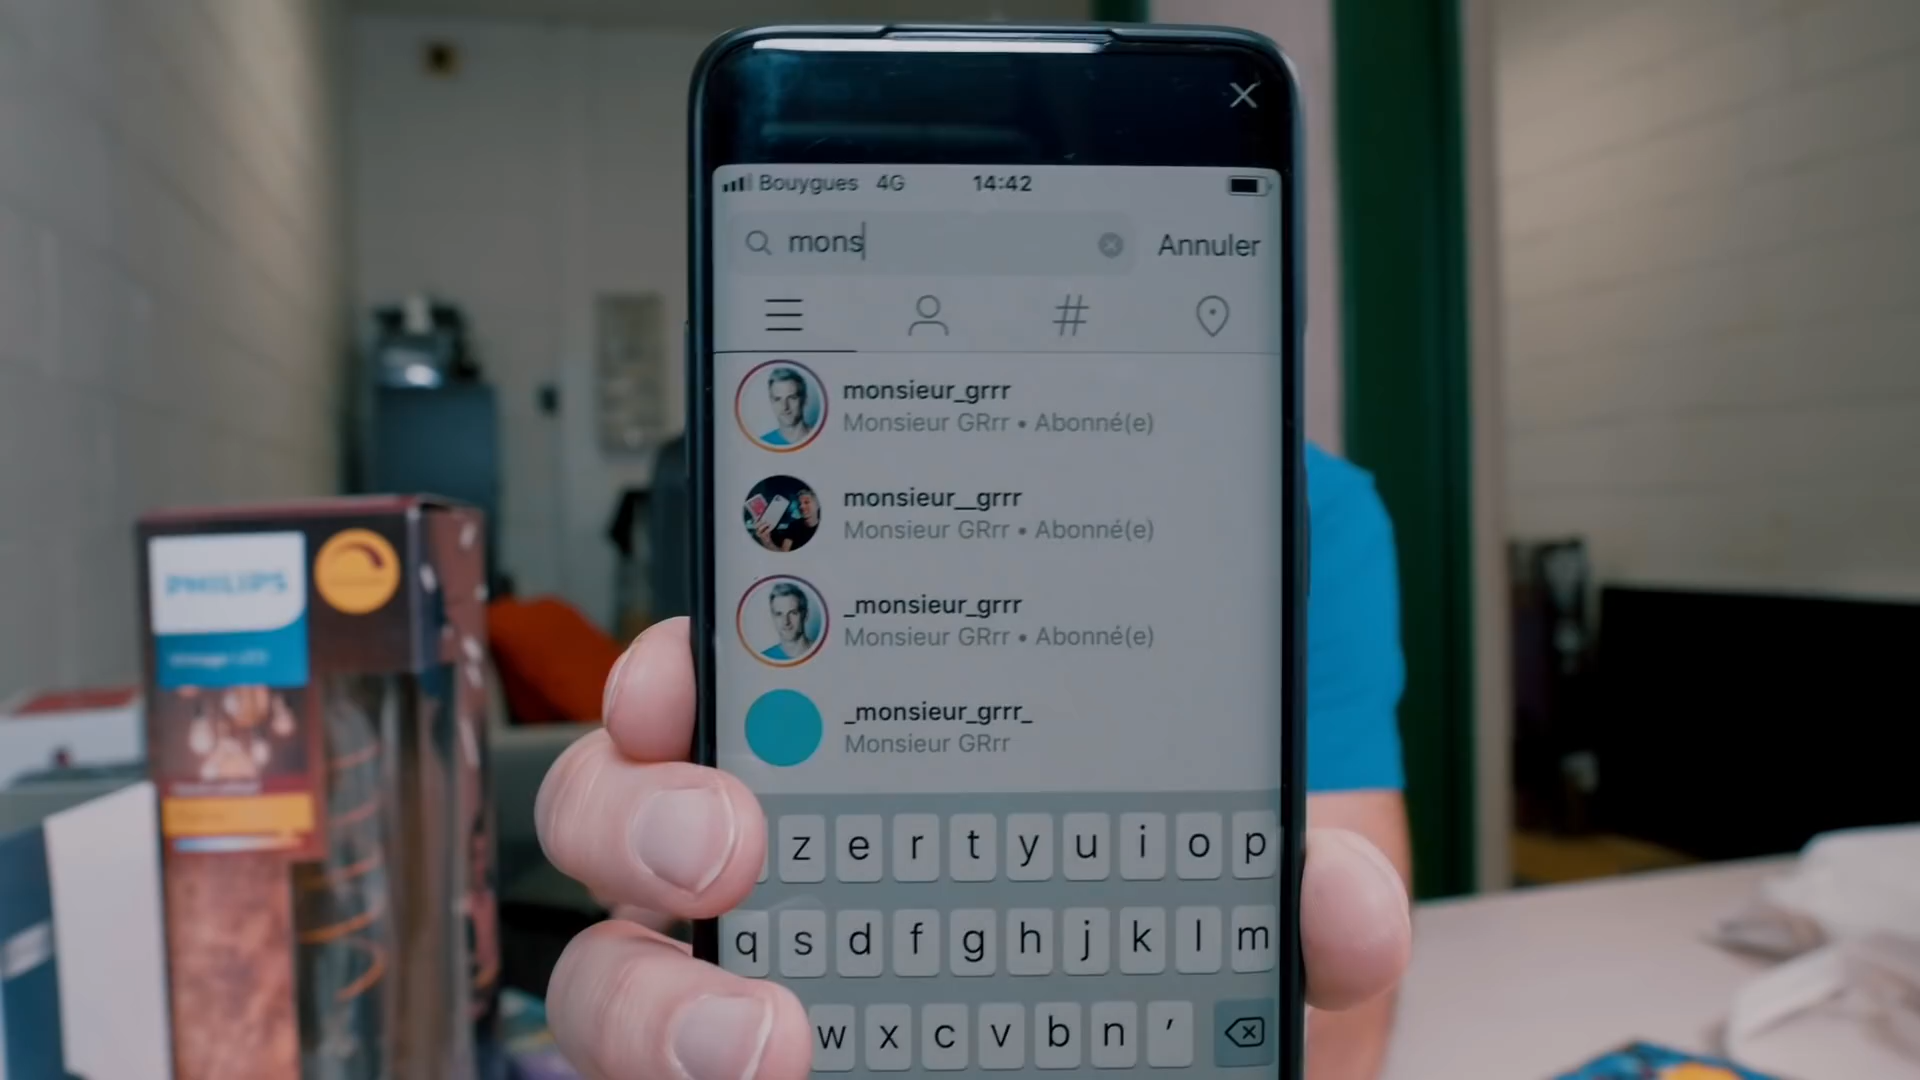 Bouygues 4G 14:42
mons Annuler
#
monsieur_grrr
Monsieur GRrr • Abonné(e)
monsieur__grrr
Monsieur GRrr • Abonné(e)
_monsieur_grrr
Monsieur GRrr • Abonné(e)
_monsieur_grrr_
Monsieur GRrr
z e r t y u i o p
q s d f g h j k l m
w x c v b n ’
PHILIPS